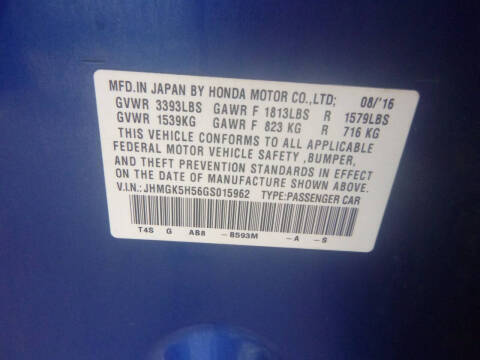 MFD.IN JAPAN BY HONDA MOTOR CO.,LTD; 08/'16
GVWR 3393LBS GAWR F 1813LBS R 1579LBS
GVWR 1539KG GAWR F 823 KG R 716 KG
THIS VEHICLE CONFORMS TO ALL APPLICABLE
FEDERAL MOTOR VEHICLE SAFETY ,BUMPER,
AND THEFT PREVENTION STANDARDS IN EFFECT
ON THE DATE OF MANUFACTURE SHOWN ABOVE.
V.I.N.: JHMGK5H56GS015962 TYPE:PASSENGER CAR
T4S G AB8 -B593M -A -S